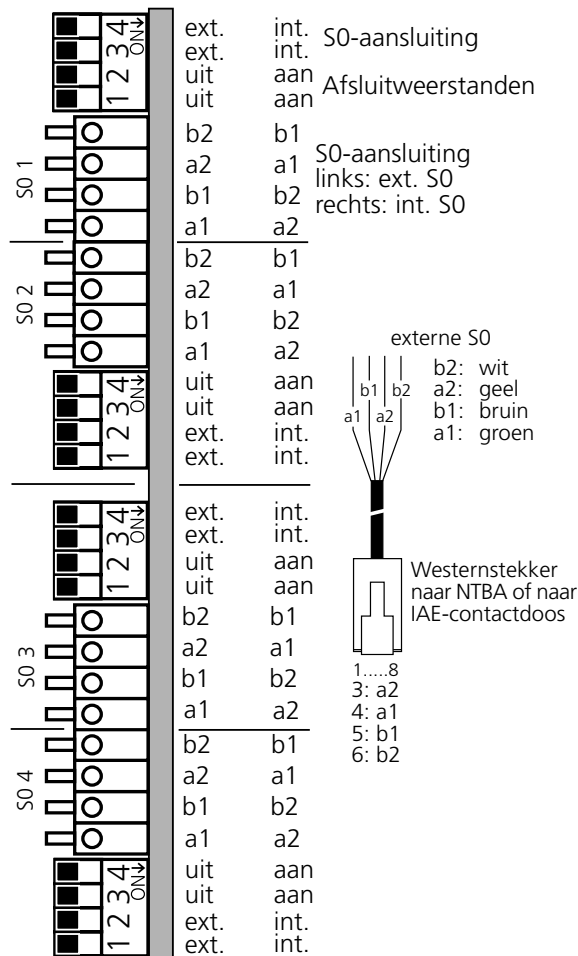 4 ext. int. S0-aansluiting
3 ON ext. int.
2 uit aan Afsluitweerstanden
1 uit aan
S0 1
b2 b1
a2 a1 S0-aansluiting
links: ext. S0
b1 b2 rechts: int. S0
a1 a2
S0 2
b2 b1
a2 a1
b1 b2
a1 a2
4 uit aan
3 ON uit aan
2 ext. int.
1 ext. int.
externe S0
b2: wit
a2: geel
b1: bruin
a1: groen
b1 b2
a1 a2
4 ext. int.
3 ON ext. int.
2 uit aan
1 uit aan
Westernstekker
naar NTBA of naar
IAE-contactdoos
1.....8
3: a2
4: a1
5: b1
6: b2
S0 3
b2 b1
a2 a1
b1 b2
a1 a2
S0 4
b2 b1
a2 a1
b1 b2
a1 a2
4 uit aan
3 ON uit aan
2 ext. int.
1 ext. int.